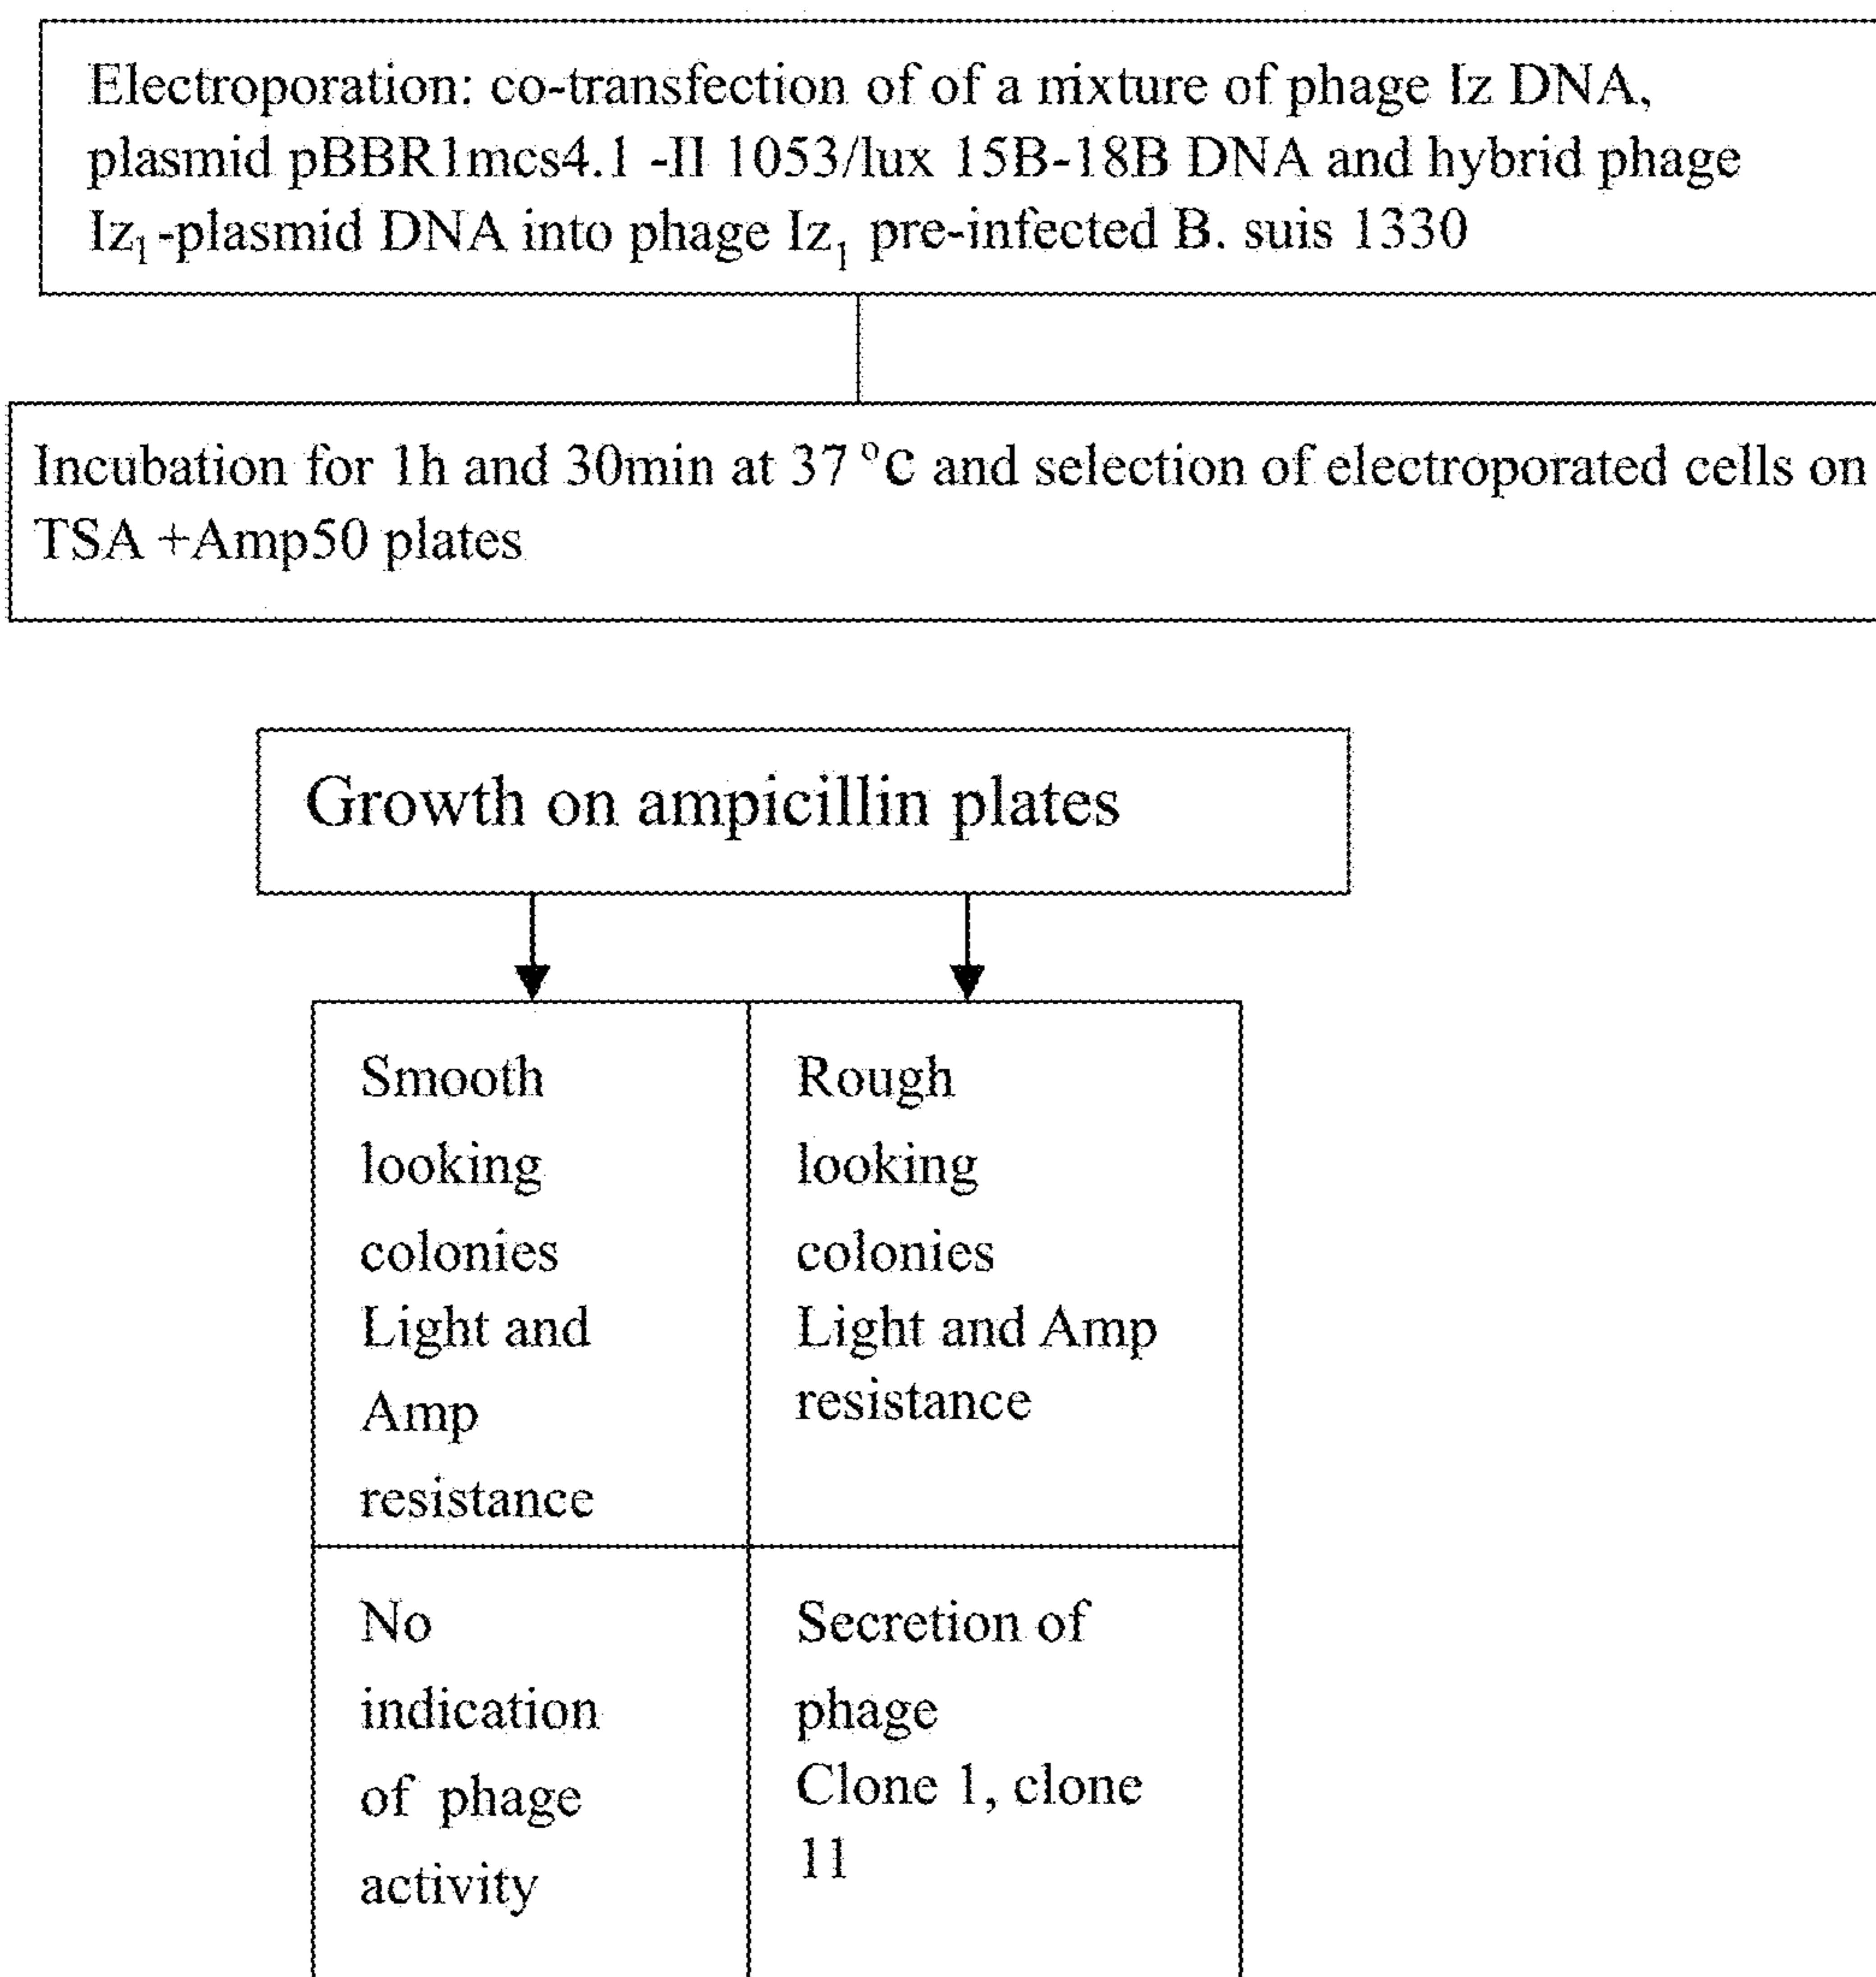 Electroporation: co-transfection of of a mixture of phage Iz DNA,
plasmid pBBR1mcs4.1 -II 1053/lux 15B-18B DNA and hybrid phage
Iz₁-plasmid DNA into phage Iz₁ pre-infected B. suis 1330
Incubation for 1h and 30min at 37 °C and selection of electroporated cells on
TSA +Amp50 plates
Growth on ampicillin plates
Smooth
looking
colonies
Light and
Amp
resistance
Rough
looking
colonies
Light and Amp
resistance
No
indication
of phage
activity
Secretion of
phage
Clone 1, clone
11